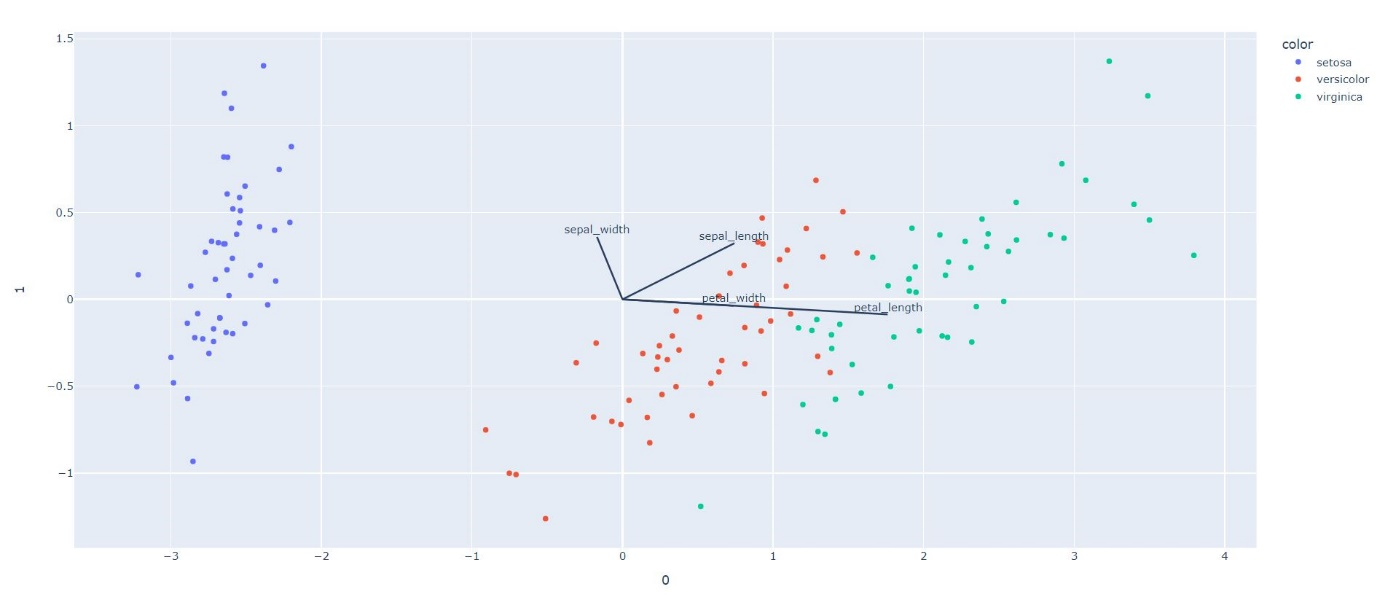 color
setosa
versicolor
virginica
1.5
1
0.5
0
−0.5
−1
1
sepal_width
sepal_length
petal_width
petal_length
−3
−2
−1
0
1
2
3
4
0